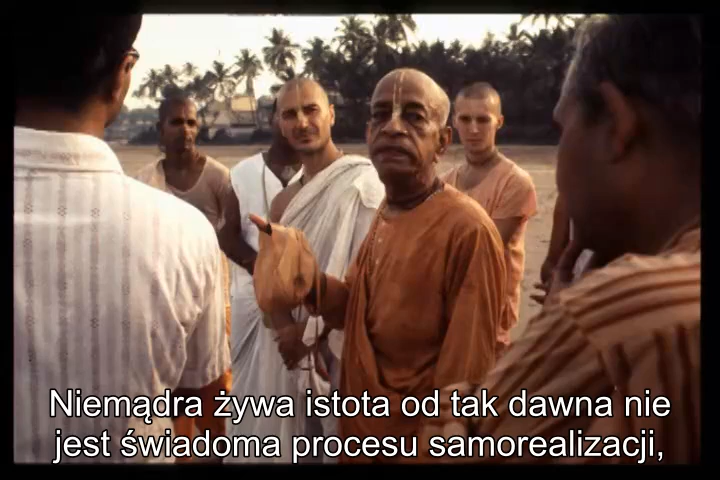 Niemądra żywa istota od tak dawna nie
jest świadoma procesu samorealizacji,